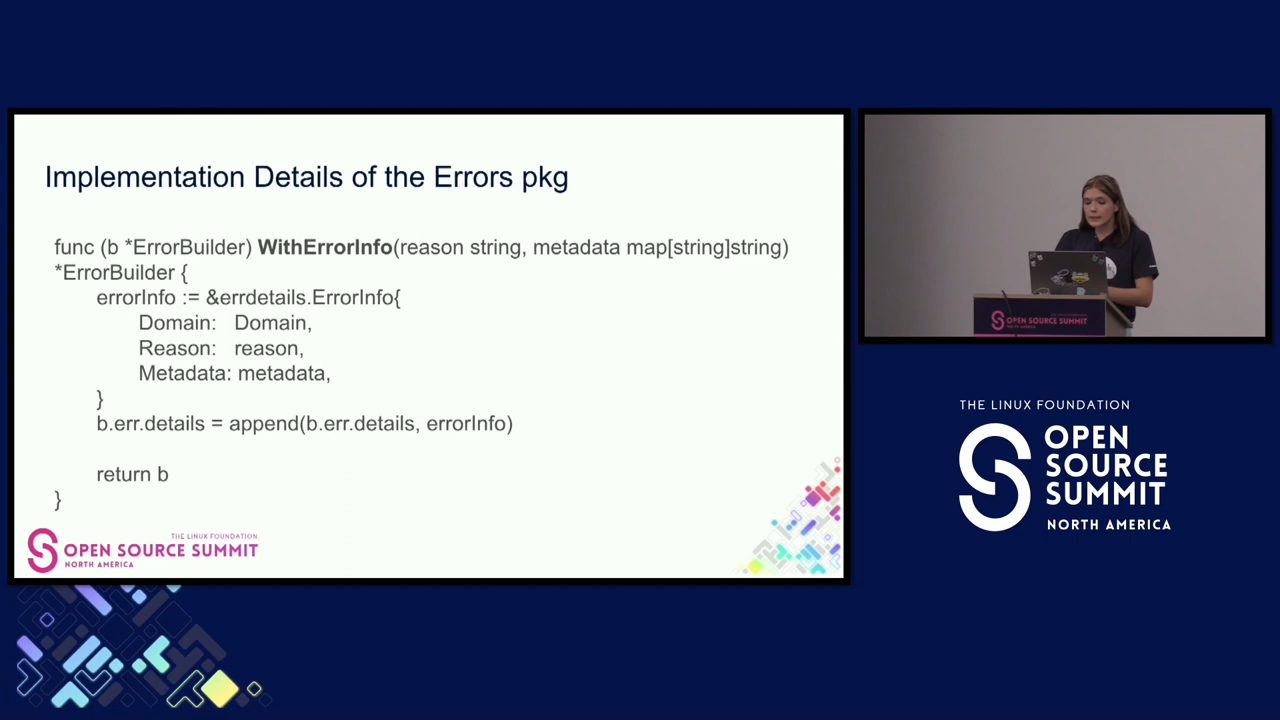 Implementation Details of the Errors pkg
func (b *ErrorBuilder) WithErrorInfo(reason string, metadata map[string]string)
*ErrorBuilder {
errorInfo := &errdetails.ErrorInfo{
Domain: Domain,
Reason: reason,
Metadata: metadata,
}
b.err.details = append(b.err.details, errorInfo)
return b
}
THE LINUX FOUNDATION
OPEN SOURCE SUMMIT
NORTH AMERICA
OPEN SOURCE SUMMIT
THE LINUX FOUNDATION
OPEN
SOURCE
SUMMIT
NORTH AMERICA